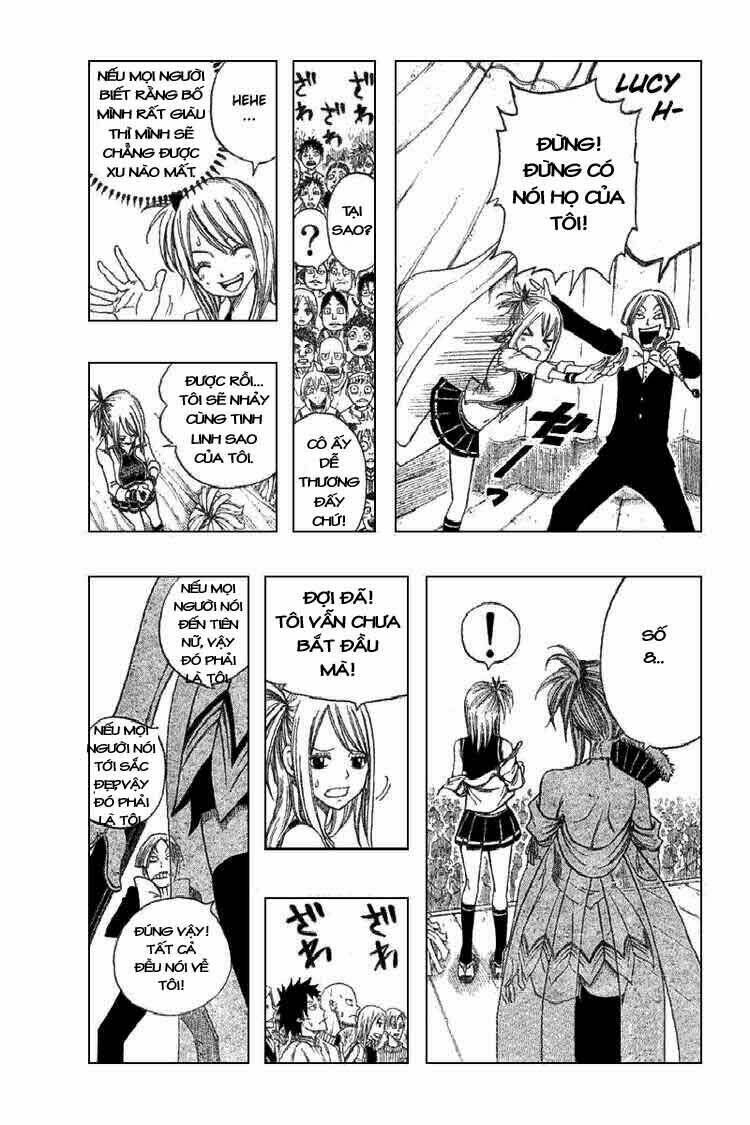 LUCY
H-
ĐỪNG!
ĐỪNG CÓ
NÓI HỌ CỦA
TÔI!
ざわ
ざわ
TẠI
SAO?
?
CÔ ẤY
DỄ
THƯƠNG
ĐẤY
CHỨ!
HEHE
...
NẾU MỌI NGƯỜI
BIẾT RẰNG BỐ
MÌNH RẤT GIÀU
THÌ MÌNH SẼ
CHẲNG ĐƯỢC
XU NÀO MẤT.
ĐƯỢC RỒI...
TÔI SẼ NHẢY
CÙNG TINH
LINH SAO
CỦA TÔI.
SỐ
8...
!
ĐỢI ĐÃ!
TÔI VẪN CHƯA
BẮT ĐẦU
MÀ!
ざわ
ざわ
NẾU MỌI
NGƯỜI NÓI
ĐẾN TIÊN
NỮ, VẬY
ĐÓ PHẢI
LÀ TÔI.
NẾU MỌI
NGƯỜI NÓI
TỚI SẮC
ĐẸP, VẬY
ĐÓ PHẢI
LÀ TÔI.
ĐÚNG VẬY!
TẤT CẢ
ĐỀU NÓI VỀ
TÔI!